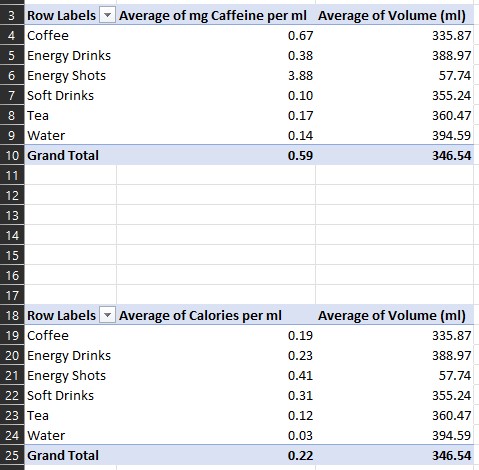 3 Row Labels Average of mg Caffeine per ml Average of Volume (ml)
4 Coffee 0.67 335.87
5 Energy Drinks 0.38 388.97
6 Energy Shots 3.88 57.74
7 Soft Drinks 0.10 355.24
8 Tea 0.17 360.47
9 Water 0.14 394.59
10 Grand Total 0.59 346.54
11
12
13
14
15
16
17
18 Row Labels Average of Calories per ml Average of Volume (ml)
19 Coffee 0.19 335.87
20 Energy Drinks 0.23 388.97
21 Energy Shots 0.41 57.74
22 Soft Drinks 0.31 355.24
23 Tea 0.12 360.47
24 Water 0.03 394.59
25 Grand Total 0.22 346.54